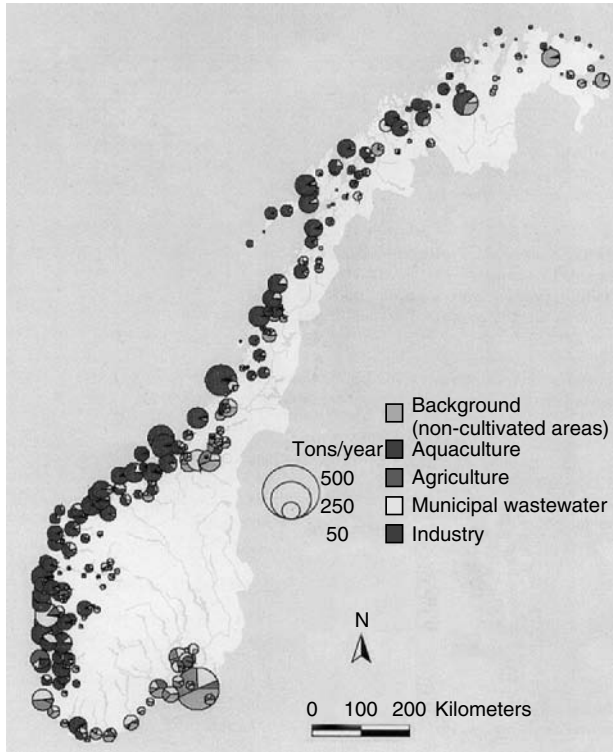 Background
(non-cultivated areas)
Aquaculture
Agriculture
Municipal wastewater
Industry
Tons/year
500
250
50
N
0 100 200 Kilometers